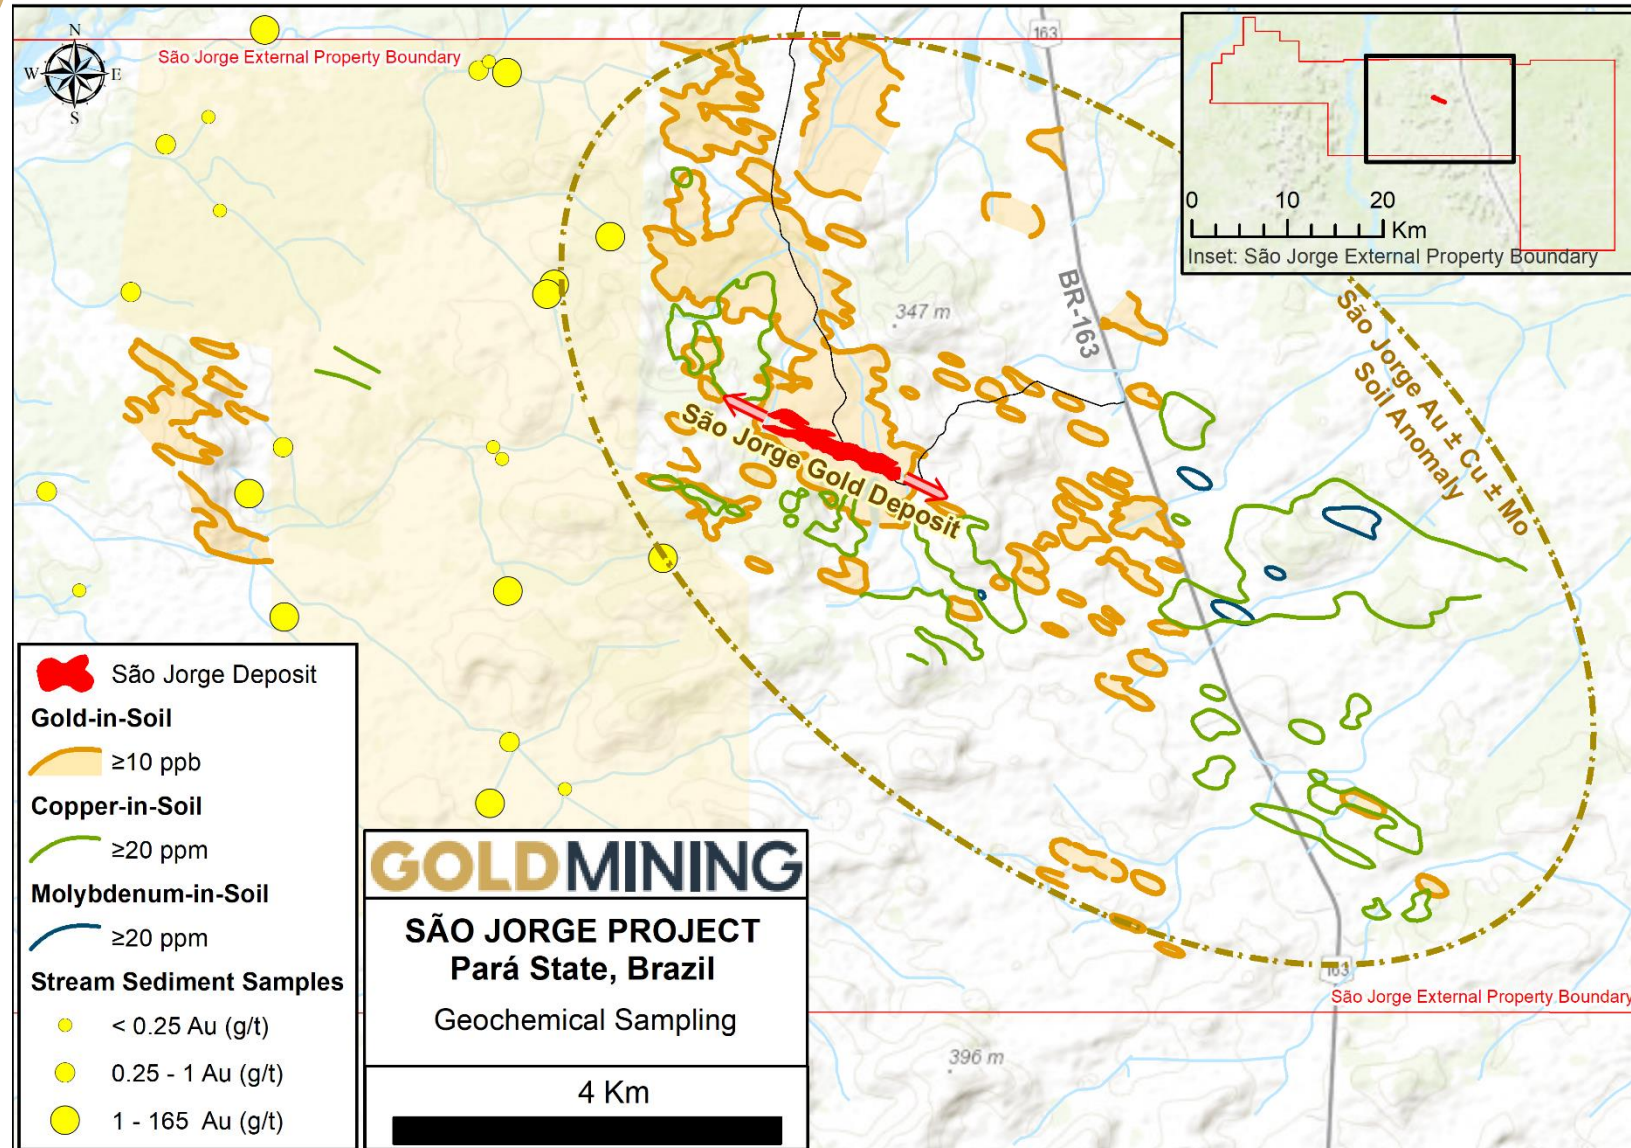 N
W E
S
São Jorge External Property Boundary
163
0 10 20
Km
Inset: São Jorge External Property Boundary
347 m
BR-163
São Jorge Au ± Cu ± Mo
Soil Anomaly
São Jorge Gold Deposit
São Jorge Deposit
Gold-in-Soil
≥10 ppb
Copper-in-Soil
≥20 ppm
Molybdenum-in-Soil
≥20 ppm
Stream Sediment Samples
< 0.25 Au (g/t)
0.25 - 1 Au (g/t)
1 - 165 Au (g/t)
GOLDMINING
SÃO JORGE PROJECT
Pará State, Brazil
Geochemical Sampling
4 Km
163
São Jorge External Property Boundary
396 m